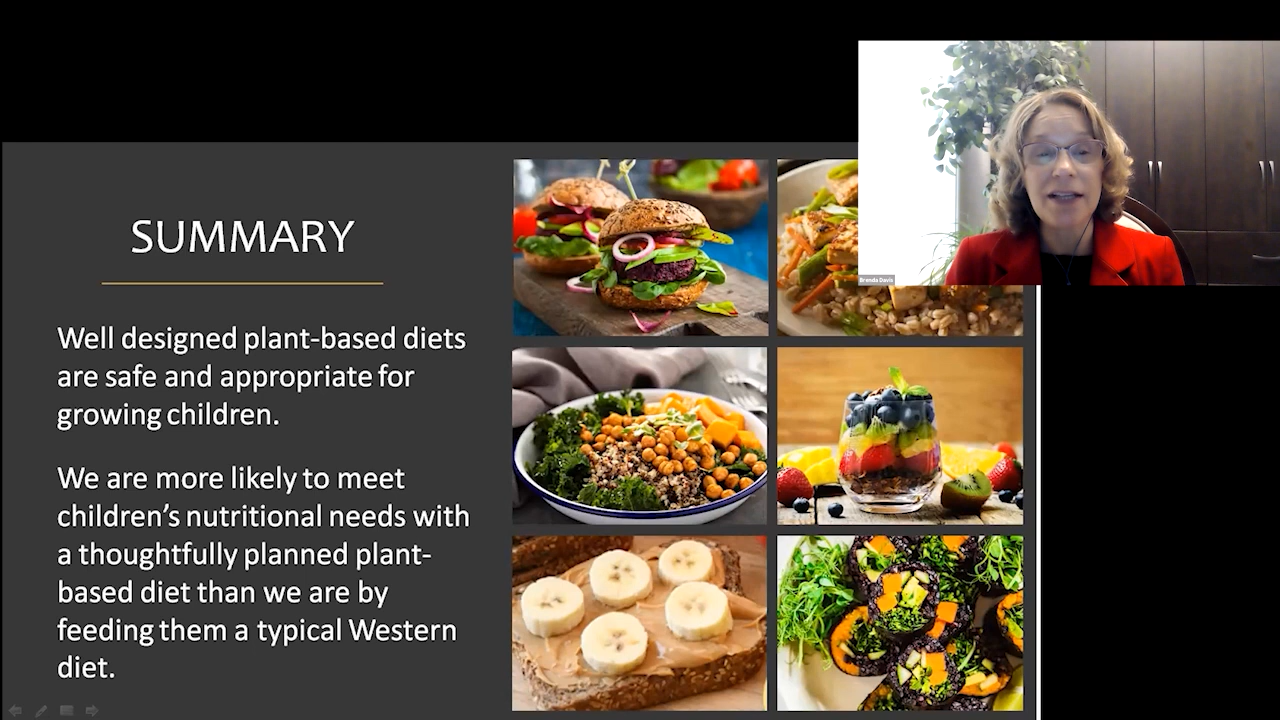 Brenda Davis
SUMMARY
Well designed plant-based diets
are safe and appropriate for
growing children.
We are more likely to meet
children's nutritional needs with
a thoughtfully planned plant-
based diet than we are by
feeding them a typical Western
diet.